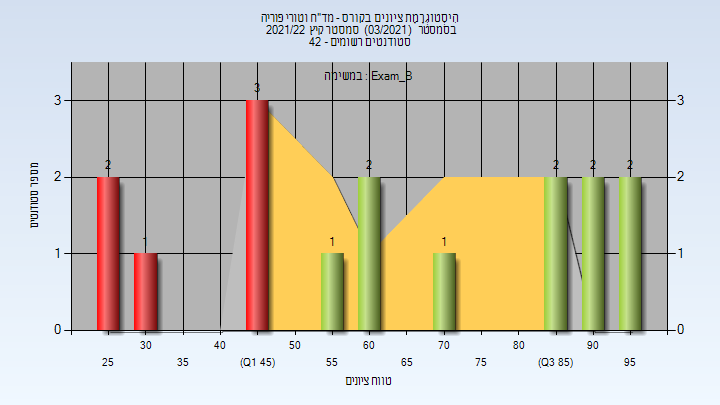 היסטוגרמת ציונים בקורס - מד"ח וטורי פוריה
בסמסטר (03/2021) סמסטר קיץ 2021/22
סטודנטים רשומים - 42
במשימה : Exam_B
מספר סטודנטים
3 3
2 2
1 1
0 0
2 1 3 1 2 1 2 2 2
30 40 50 60 70 80 90
25 35 (Q1 45) 55 65 75 (Q3 85) 95
טווח ציונים